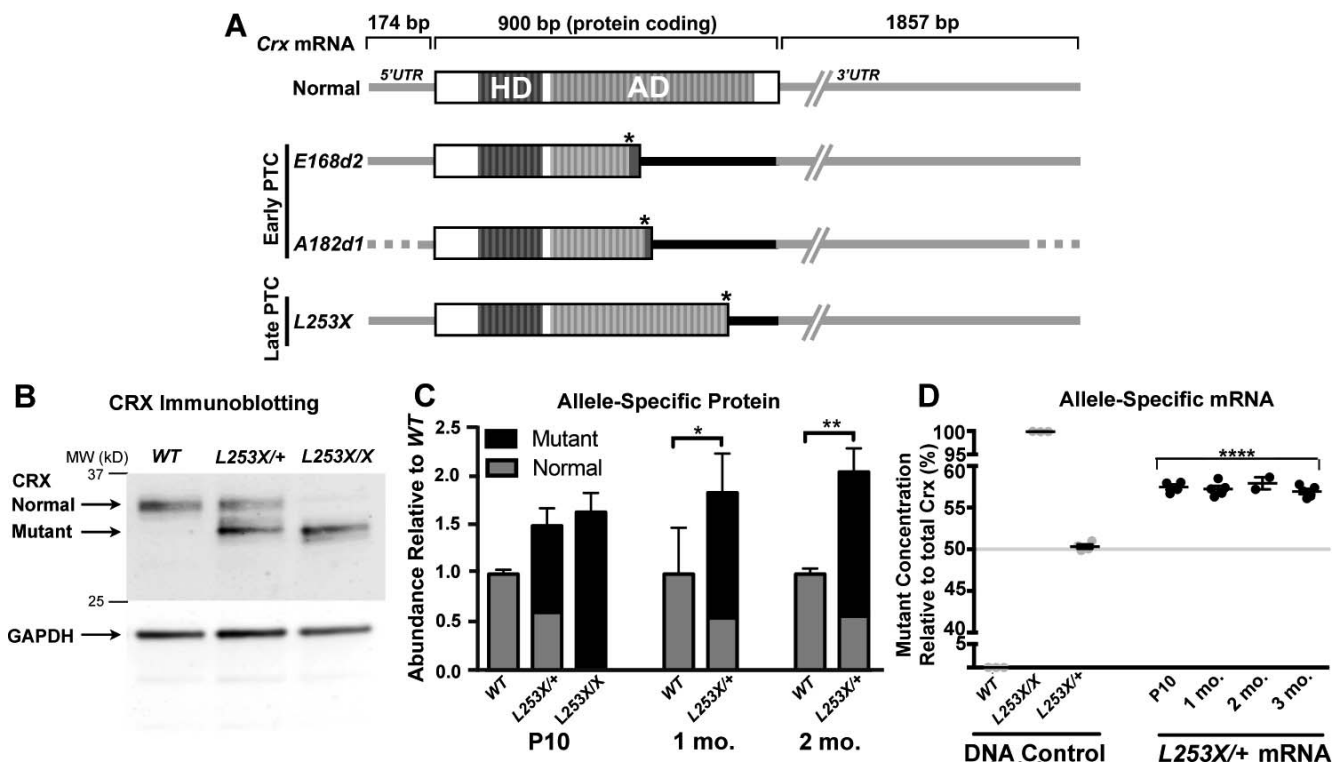 A
174 bp
900 bp (protein coding)
1857 bp
Crx mRNA
Normal
5'UTR
HD
AD
3'UTR
Early PTC
E168d2
*
A182d1
*
Late PTC
L253X
*
B
CRX Immunoblotting
MW (kD)
WT
L253X/+
L253X/X
37
CRX
Normal
Mutant
25
GAPDH
C
Allele-Specific Protein
Abundance Relative to WT
2.5
2.0
1.5
1.0
0.5
0.0
Mutant
Normal
*
**
WT
L253X/+
L253X/X
WT
L253X/+
WT
L253X/+
P10
1 mo.
2 mo.
D
Allele-Specific mRNA
Mutant Concentration
Relative to total Crx (%)
100
95
60
55
50
45
40
5
****
WT
L253X/X
L253X/+
P10
1 mo.
2 mo.
3 mo.
DNA Control
L253X/+ mRNA